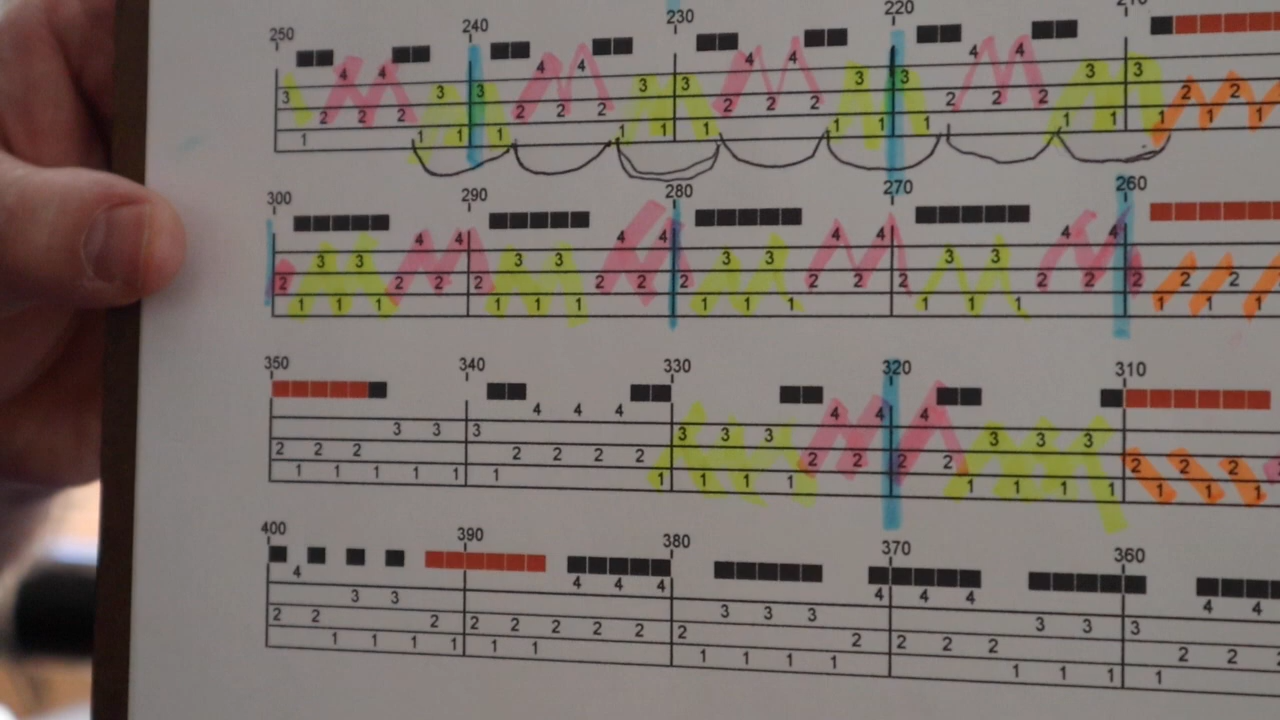 250 240 230 220 210
4 4 4 4 4 4 4 4
3 3 3 3 3 3 3 3 3
2 2 2 2 2 2 2 2 2 2 2 2 2 2
1 1 1 1 1 1 1 1 1 1 1 1 1 1 1
300 290 280 270 260
4 4 4 4 4 4 4 4
3 3 3 3 3 3 3 3
2 2 2 2 2 2 2 2 2 2 2 2 2 2 2
1 1 1 1 1 1 1 1 1 1 1 1 1 1 1
350 340 330 320 310
4 4 4 4 4 4
3 3 3 3 3 3 3 3 3
2 2 2 2 2 2 2 2 2 2 2 2 2 2
1 1 1 1 1 1 1 1 1 1 1 1 1 1 1 1 1
400 390 380 370 360
4 4 4 4 4 4 4 4 4
3 3 3 3 3 3 3 3
2 2 2 2 2 2 2 2 2 2 2 2 2 2 2
1 1 1 1 1 1 1 1 1 1 1 1 1 1